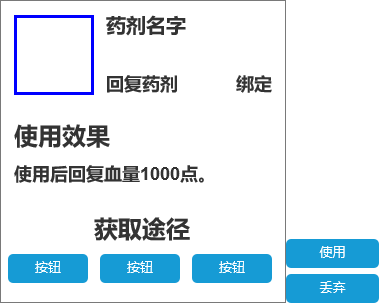 药剂名字
回复药剂 绑定
使用效果
使用后回复血量1000点。
获取途径
按钮 按钮 按钮
使用
丢弃